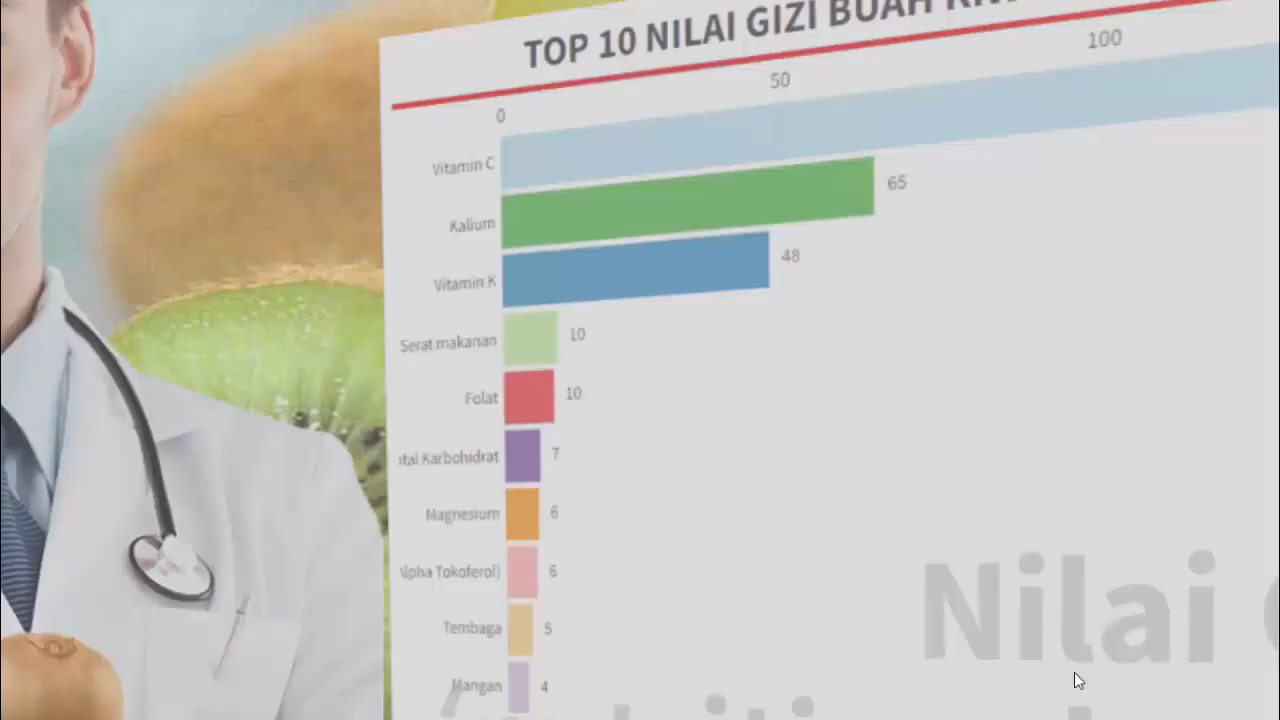 TOP 10 NILAI GIZI BUAH
0 50 100
Vitamin C
Kalium 65
Vitamin K 48
Serat makanan 10
Folat 10
Karbohidrat 7
Magnesium 6
Tokoferol) 6
Tembaga 5
Mangan 4
Nilai